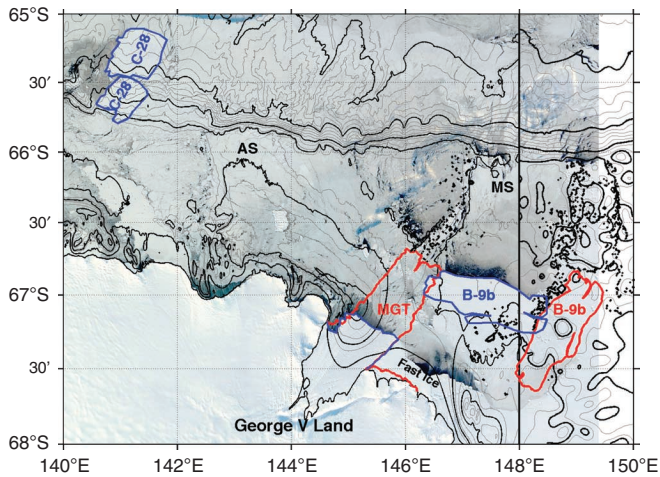 65°S
C-28
30'
C-28
66°S
AS
MS
30'
67°S
B-9b
MGT
B-9b
30'
Fast Ice
George V Land
68°S
140°E
142°E
144°E
146°E
148°E
150°E